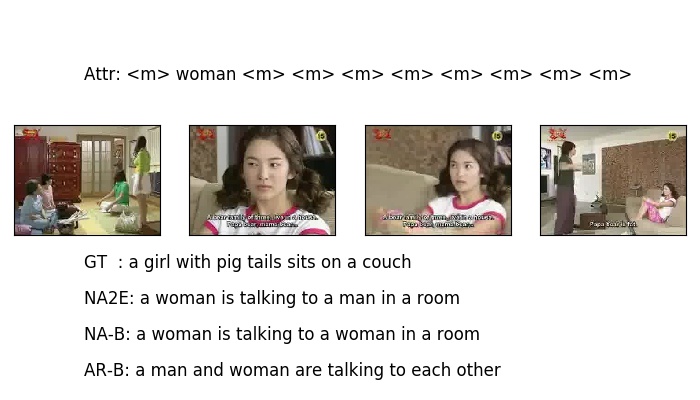 Attr: <m> woman <m> <m> <m> <m> <m> <m> <m> <m>
A bear family of three, live in a house.
Papa bear, mama bear...
A bear family of three, live in a house.
Papa bear, mama bear...
Papa bear is fat.
GT : a girl with pig tails sits on a couch
NA2E: a woman is talking to a man in a room
NA-B: a woman is talking to a woman in a room
AR-B: a man and woman are talking to each other